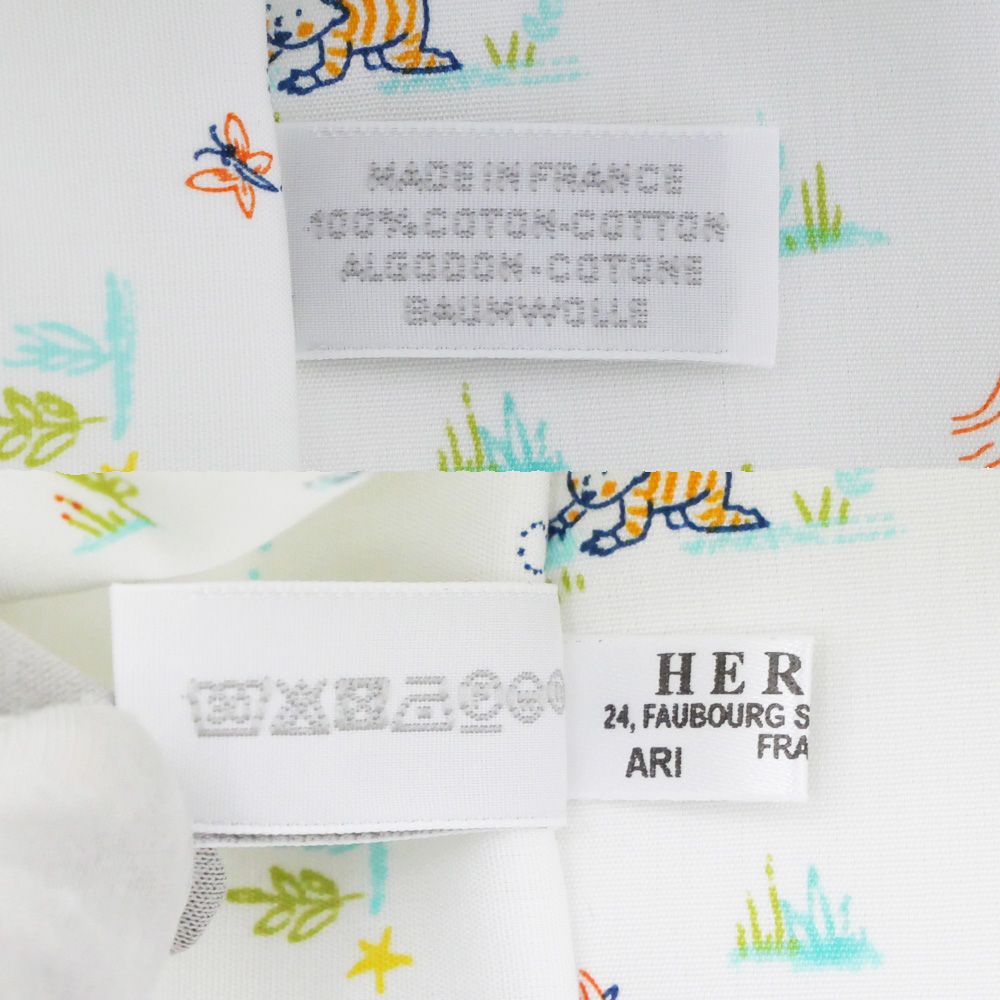 MADE IN FRANCE
100% COTON-COTTON
ALGODON-COTONE
BAUMWOLLE
HER
24, FAUBOURG S
FRA
ARI